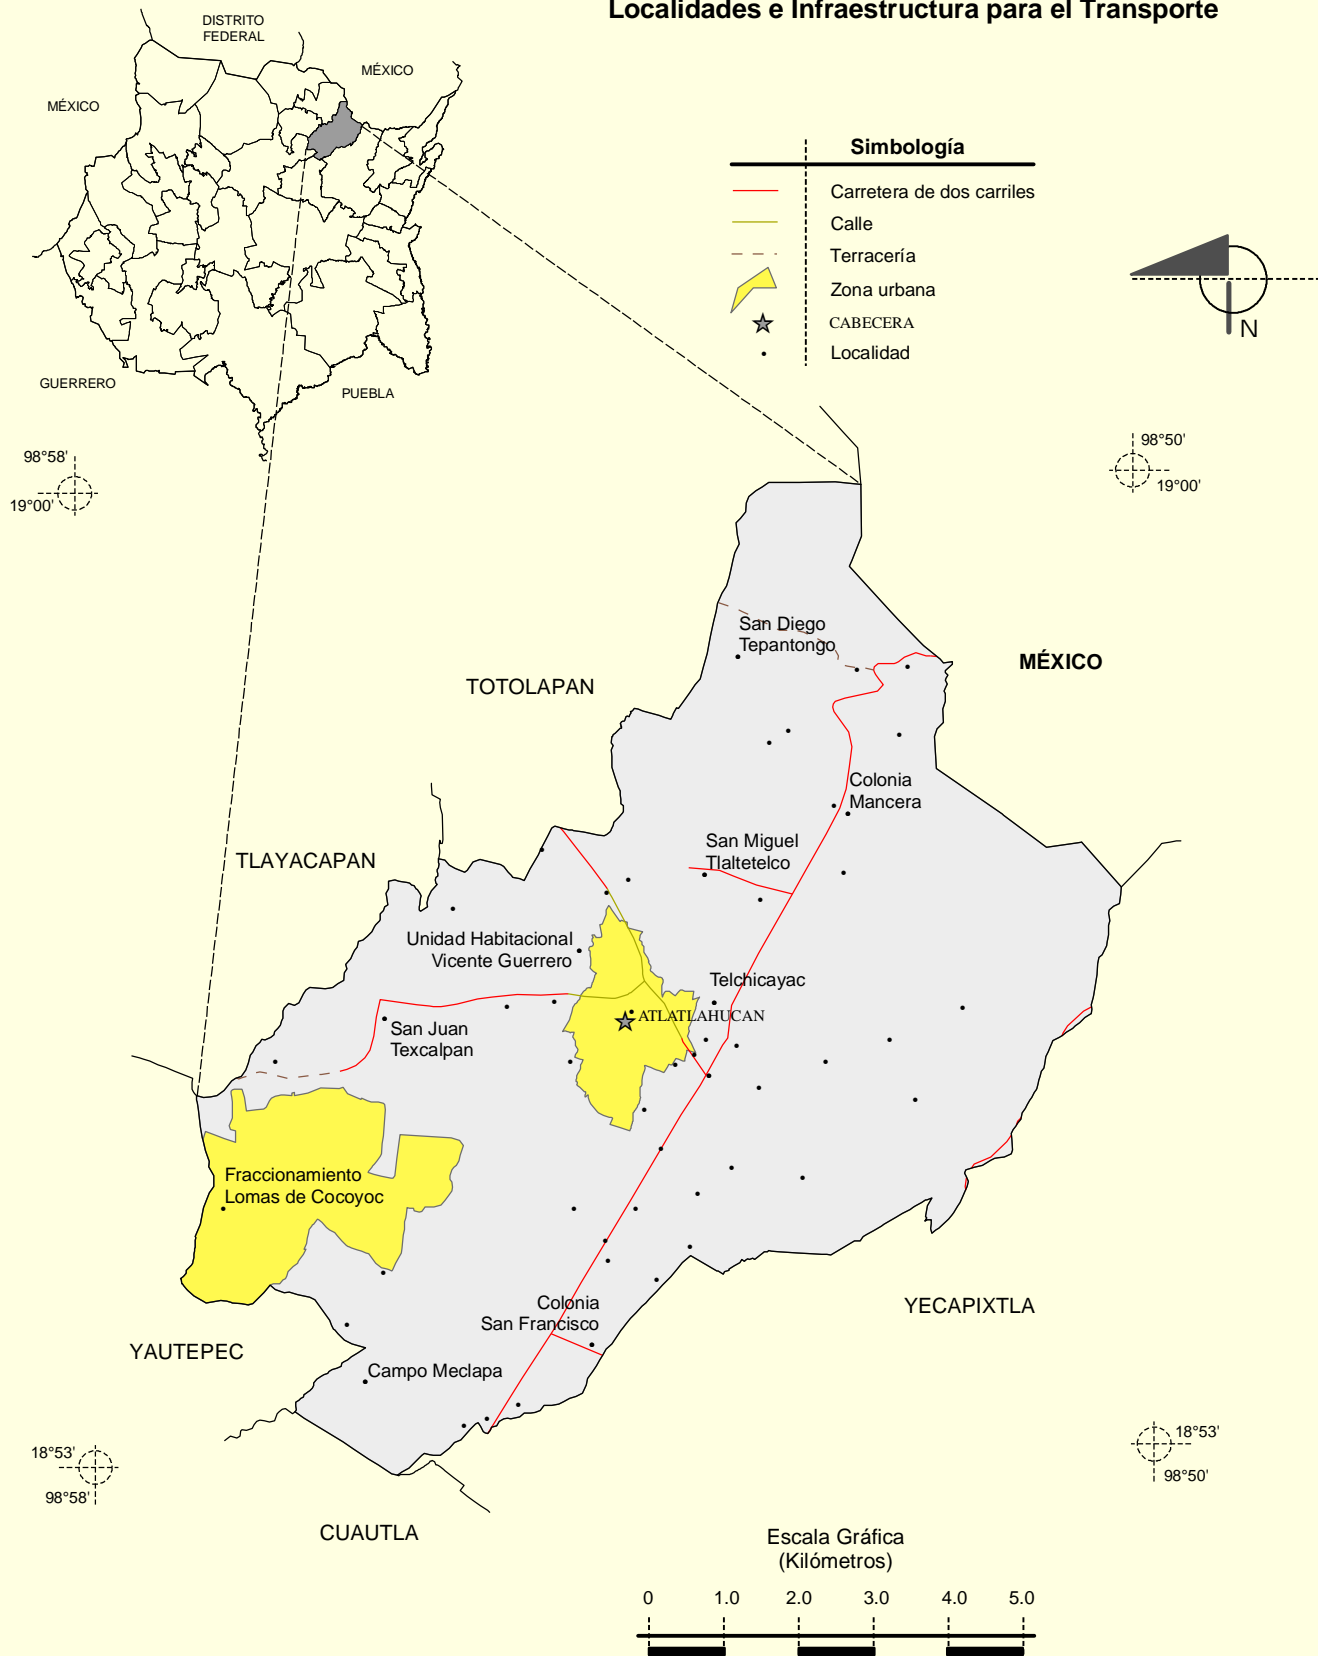 Localidades e Infraestructura para el Transporte
DISTRITO
FEDERAL
MÉXICO
MÉXICO
GUERRERO
PUEBLA
Simbología
Carretera de dos carriles
Calle
Terracería
Zona urbana
CABECERA
Localidad
N
98°58'
19°00'
98°50'
19°00'
San Diego
Tepantongo
MÉXICO
TOTOLAPAN
Colonia
Mancera
San Miguel
Tlaltetelco
TLAYACAPAN
Unidad Habitacional
Vicente Guerrero
Telchicayac
ATLATLAHUCAN
San Juan
Texcalpan
Fraccionamiento
Lomas de Cocoyoc
Colonia
San Francisco
YECAPIXTLA
YAUTEPEC
Campo Meclapa
18°53'
98°58'
18°53'
98°50'
CUAUTLA
Escala Gráfica
(Kilómetros)
0 1.0 2.0 3.0 4.0 5.0